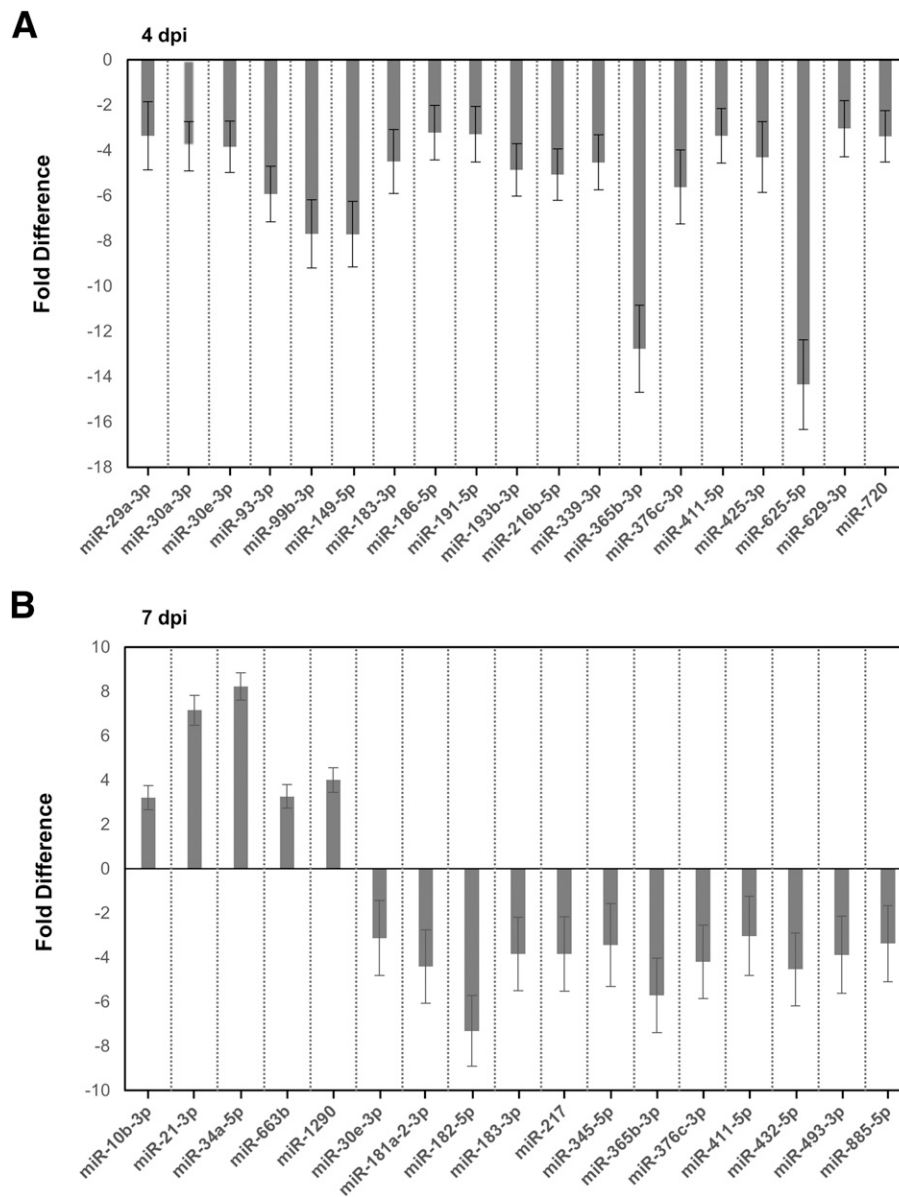 A
4 dpi
0
-2
-4
-6
-8
-10
-12
-14
-16
-18
Fold Difference
miR-29a-3p
miR-30a-3p
miR-30e-3p
miR-93-3p
miR-99b-3p
miR-149-5p
miR-183-3p
miR-186-5p
miR-191-5p
miR-193b-3p
miR-216b-5p
miR-339-3p
miR-365b-3p
miR-376c-3p
miR-411-5p
miR-425-3p
miR-625-5p
miR-629-3p
miR-720
B
7 dpi
10
8
6
4
2
0
-2
-4
-6
-8
-10
Fold Difference
miR-10b-3p
miR-21-3p
miR-34a-5p
miR-663b
miR-1290
miR-30e-3p
miR-181a-2-3p
miR-182-5p
miR-183-3p
miR-217
miR-345-5p
miR-365b-3p
miR-376c-3p
miR-411-5p
miR-432-5p
miR-493-3p
miR-885-5p